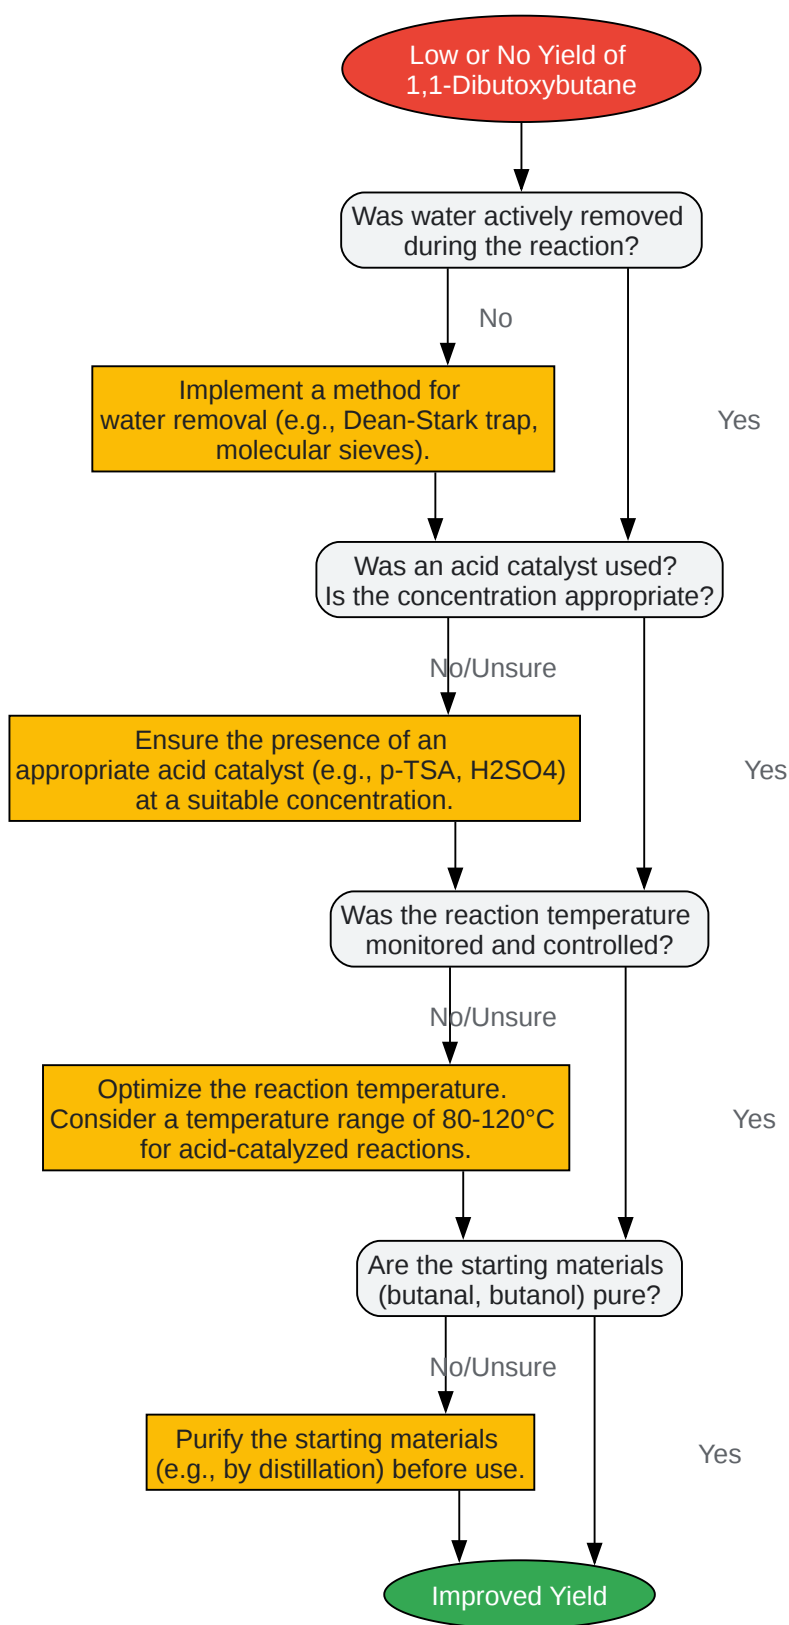 Low or No Yield of
1,1-Dibutoxybutane
Was water actively removed
during the reaction?
No
Implement a method for
water removal (e.g., Dean-Stark trap,
molecular sieves).
Yes
Was an acid catalyst used?
Is the concentration appropriate?
No/Unsure
Ensure the presence of an
appropriate acid catalyst (e.g., p-TSA, H2SO4)
at a suitable concentration.
Yes
Was the reaction temperature
monitored and controlled?
No/Unsure
Optimize the reaction temperature.
Consider a temperature range of 80-120°C
for acid-catalyzed reactions.
Yes
Are the starting materials
(butanal, butanol) pure?
No/Unsure
Purify the starting materials
(e.g., by distillation) before use.
Yes
Improved Yield